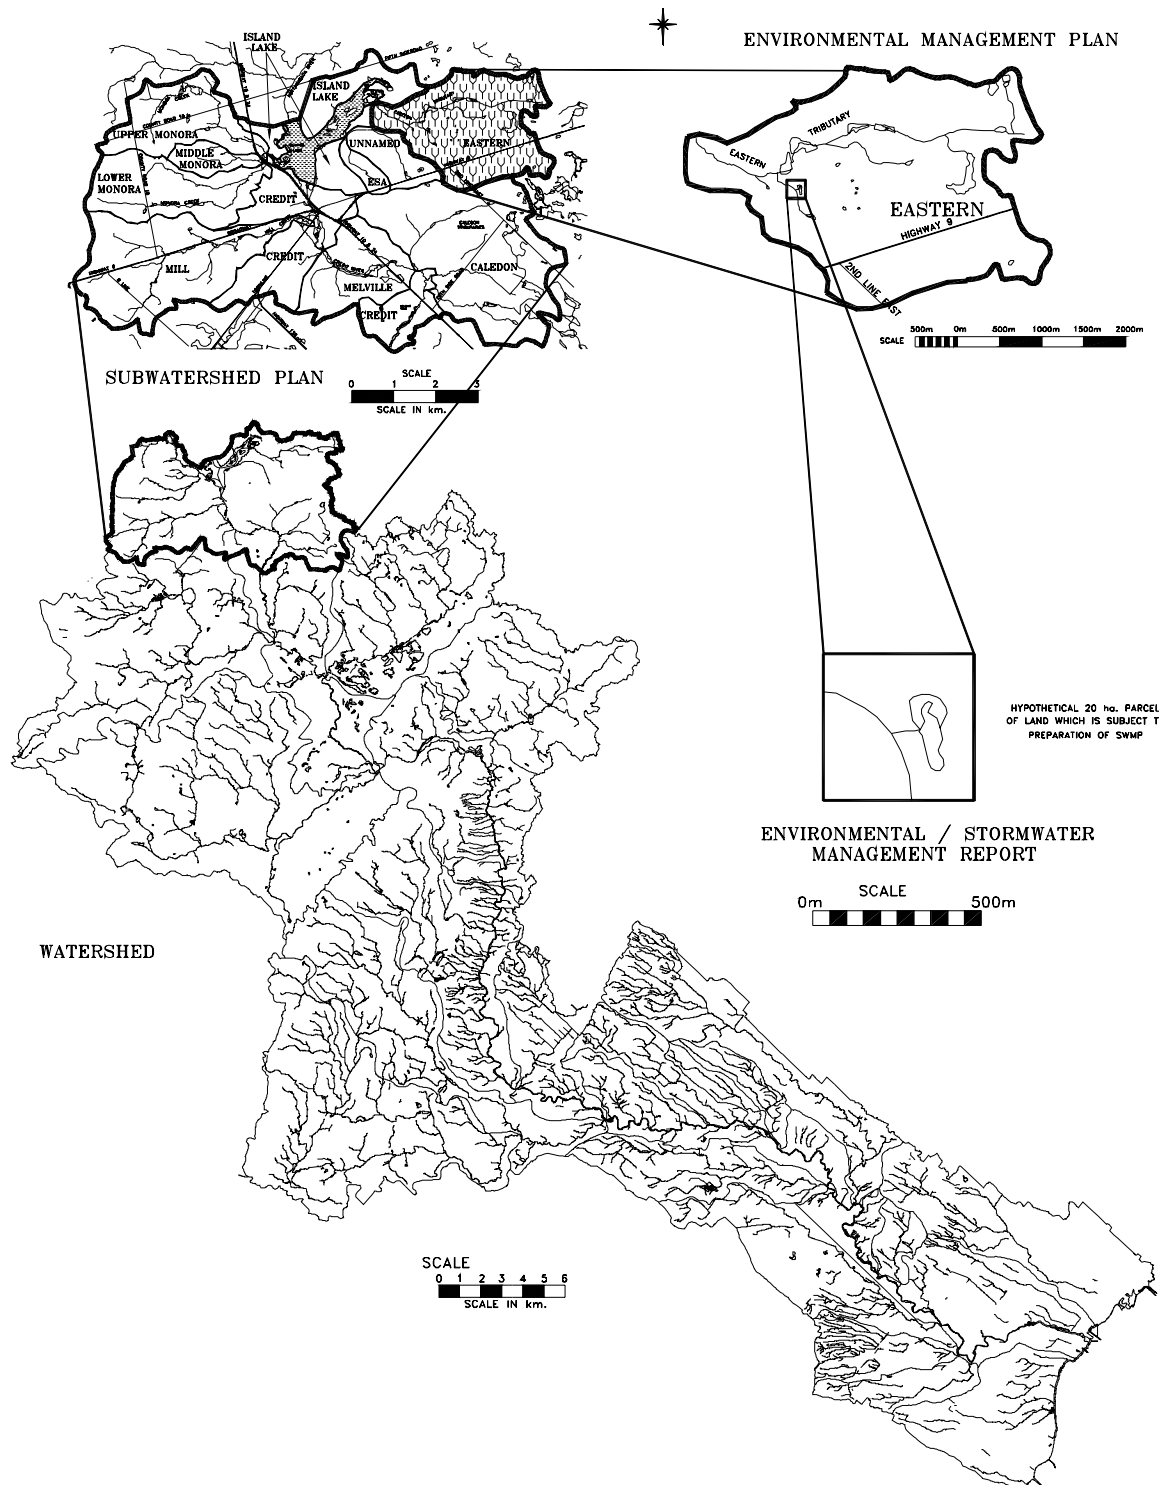 ENVIRONMENTAL MANAGEMENT PLAN
ISLAND
LAKE
ISLAND
LAKE
UPPER MONORA
MIDDLE
MONORA
LOWER
MONORA
UNNAMED
EASTERN
ESA
CREDIT
CREDIT
MILL
MELVILLE
CREDIT
CALEDON
SUBWATERSHED PLAN
SCALE
0 1 2 3
SCALE IN km.
TRIBUTARY
EASTERN
EASTERN
HIGHWAY 9
2ND LINE EAST
500m 0m 500m 1000m 1500m 2000m
SCALE
HYPOTHETICAL 20 ha. PARCEL
OF LAND WHICH IS SUBJECT T
PREPARATION OF SWMP
ENVIRONMENTAL / STORMWATER
MANAGEMENT REPORT
SCALE
0m 500m
WATERSHED
SCALE
0 1 2 3 4 5 6
SCALE IN km.